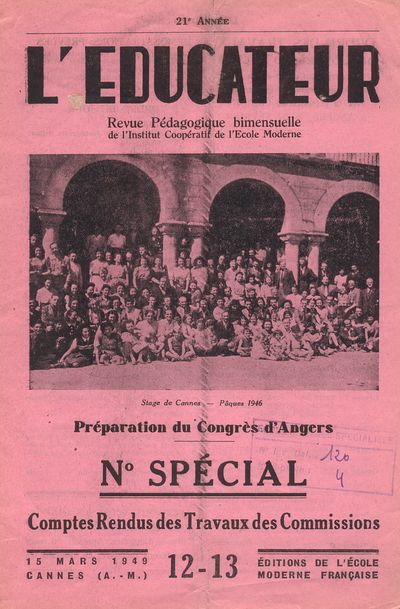 21e ANNÉE
L'EDUCATEUR
Revue Pédagogique bimensuelle
de l'Institut Coopératif de l'Ecole Moderne
Stage de Cannes — Pâques 1946
Préparation du Congrès d'Angers
No SPÉCIAL
120
4
Comptes Rendus des Travaux des Commissions
15 MARS 1949
CANNES (A.-M.)
12-13
ÉDITIONS DE L'ÉCOLE
MODERNE FRANÇAISE